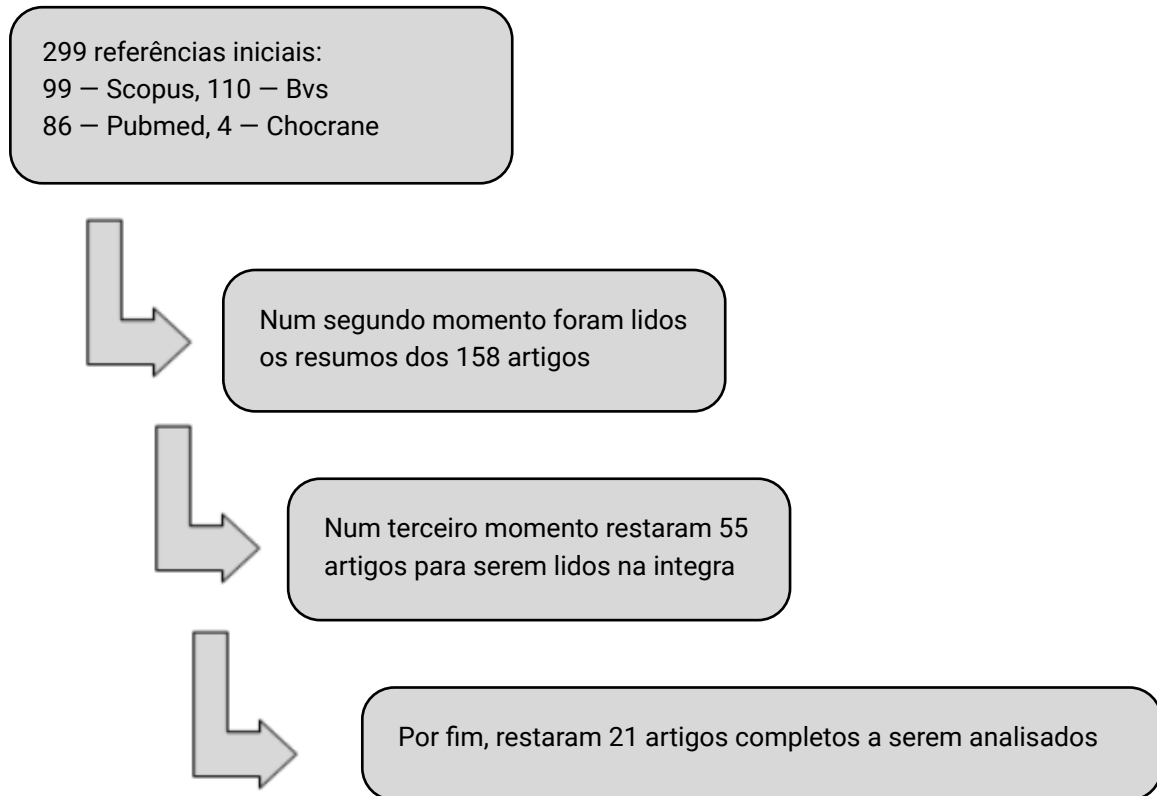 299 referências iniciais:
99 — Scopus, 110 — Bvs
86 — Pubmed, 4 — Chocrane
Num segundo momento foram lidos
os resumos dos 158 artigos
Num terceiro momento restaram 55
artigos para serem lidos na integra
Por fim, restaram 21 artigos completos a serem analisados